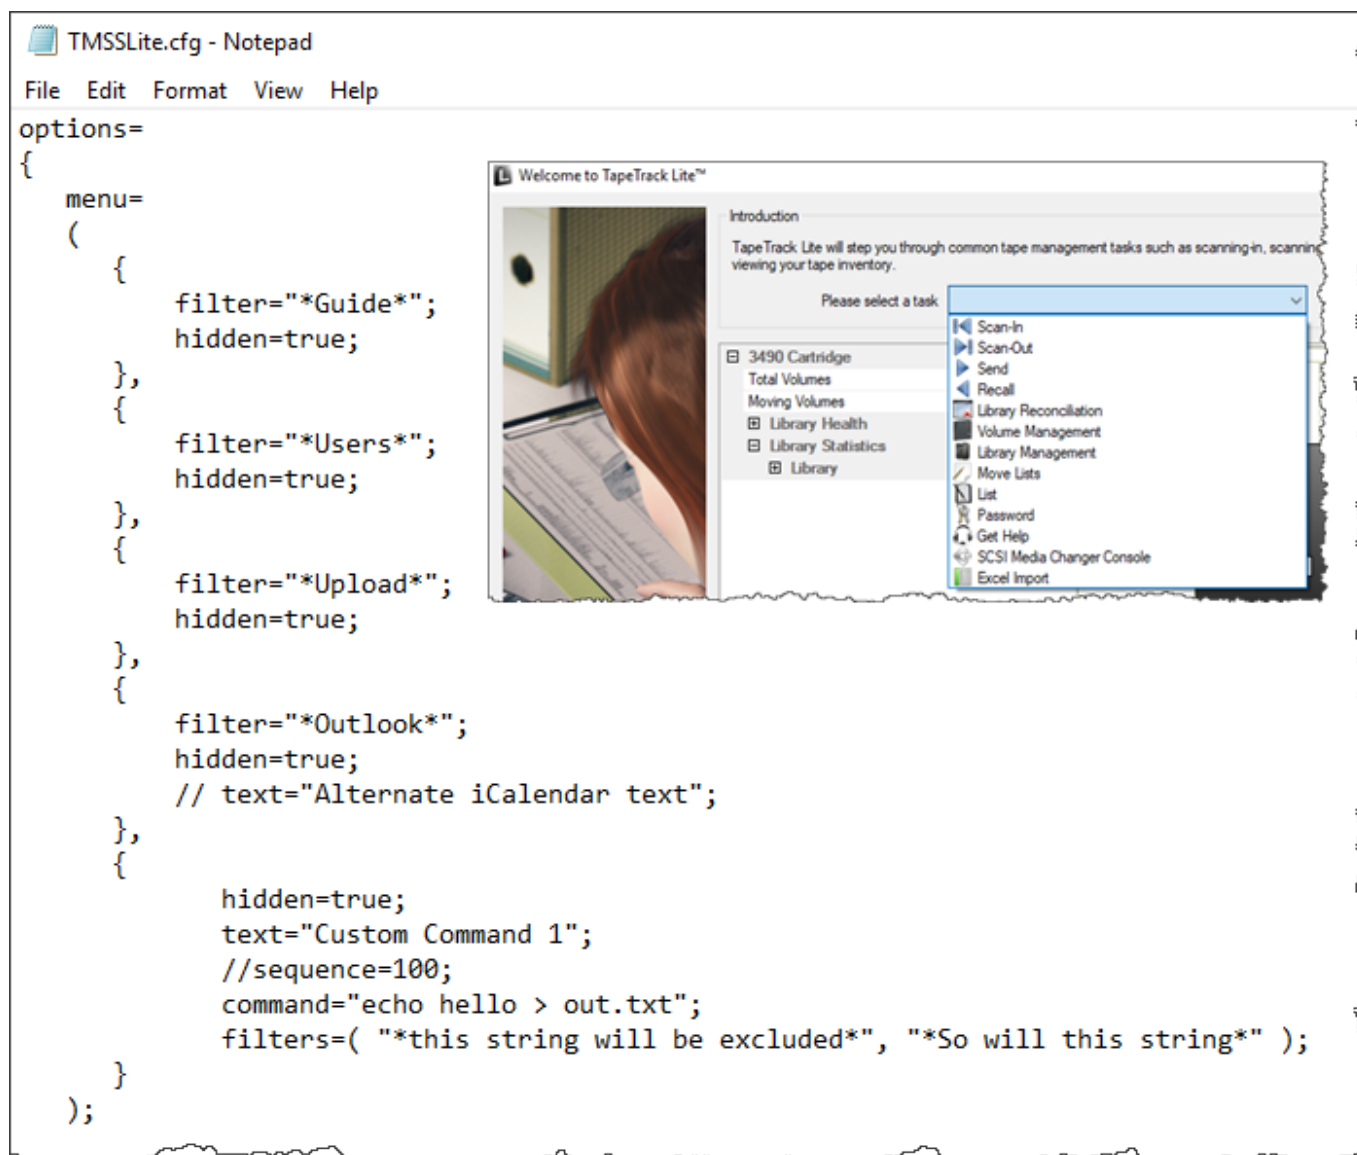 TMSSLite.cfg - Notepad
File Edit Format View Help
options=
{
menu=
(
{
filter="*Guide*";
hidden=true;
},
{
filter="*Users*";
hidden=true;
},
{
filter="*Upload*";
hidden=true;
},
{
filter="*Outlook*";
hidden=true;
// text="Alternate iCalendar text";
},
{
hidden=true;
text="Custom Command 1";
//sequence=100;
command="echo hello > out.txt";
filters=( "*this string will be excluded*", "*So will this string*" );
}
);
Welcome to TapeTrack Lite™
Introduction
TapeTrack Lite will step you through common tape management tasks such as scanning-in, scanning
viewing your tape inventory.
Please select a task
Scan-In
Scan-Out
Send
Recall
Library Reconciliation
Volume Management
Library Management
Move Lists
List
Password
Get Help
SCSI Media Changer Console
Excel Import
3490 Cartridge
Total Volumes
Moving Volumes
Library Health
Library Statistics
Library